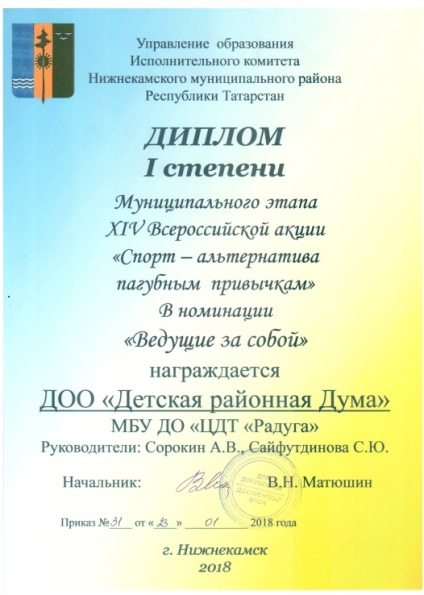 Управление образования
Исполнительного комитета
Нижнекамского муниципального района
Республики Татарстан
ДИПЛОМ
I степени
Муниципального этапа
XIV Всероссийской акции
«Спорт – альтернатива
пагубным привычкам»
В номинации
«Ведущие за собой»
награждается
ДОО «Детская районная Дума»
МБУ ДО «ЦДТ «Радуга»
Руководители: Сорокин А.В., Сайфутдинова С.Ю.
Начальник: В.Н. Матюшин
Приказ № 31 от « 23 » 01 2018 года
г. Нижнекамск
2018